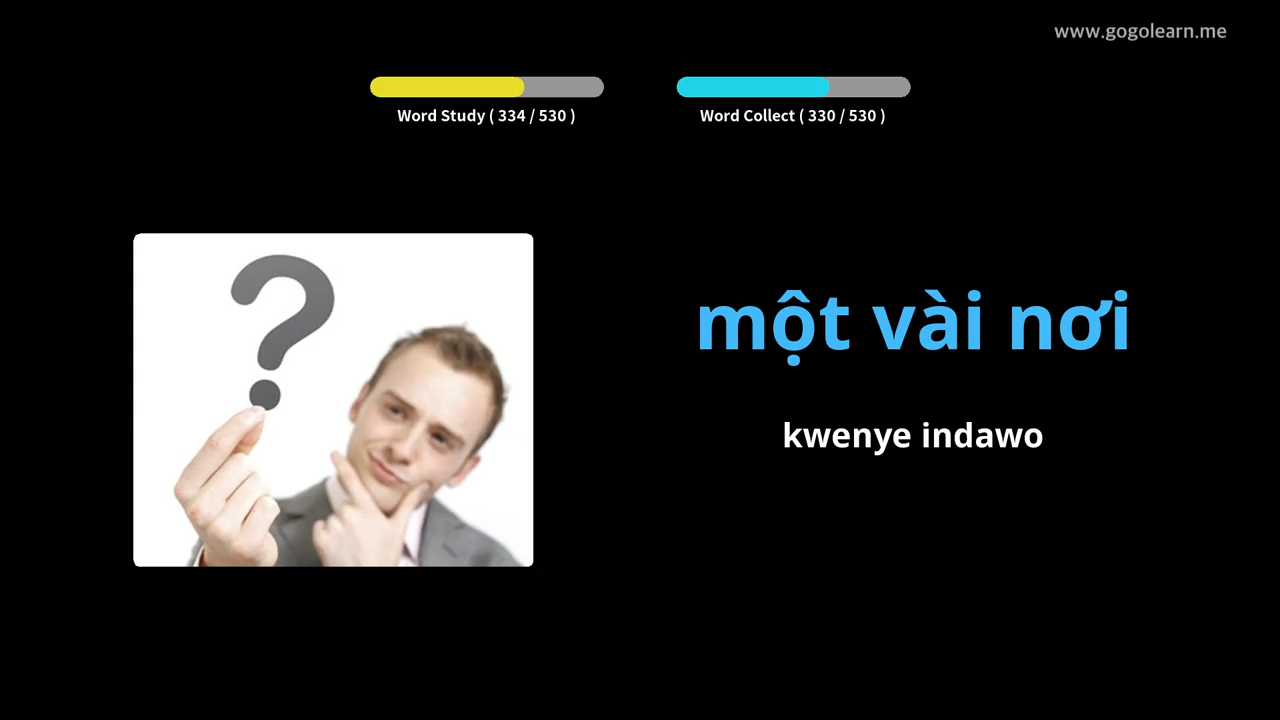 www.gogolearn.me
Word Study ( 334 / 530 )
Word Collect ( 330 / 530 )
một vài nơi
kwenye indawo